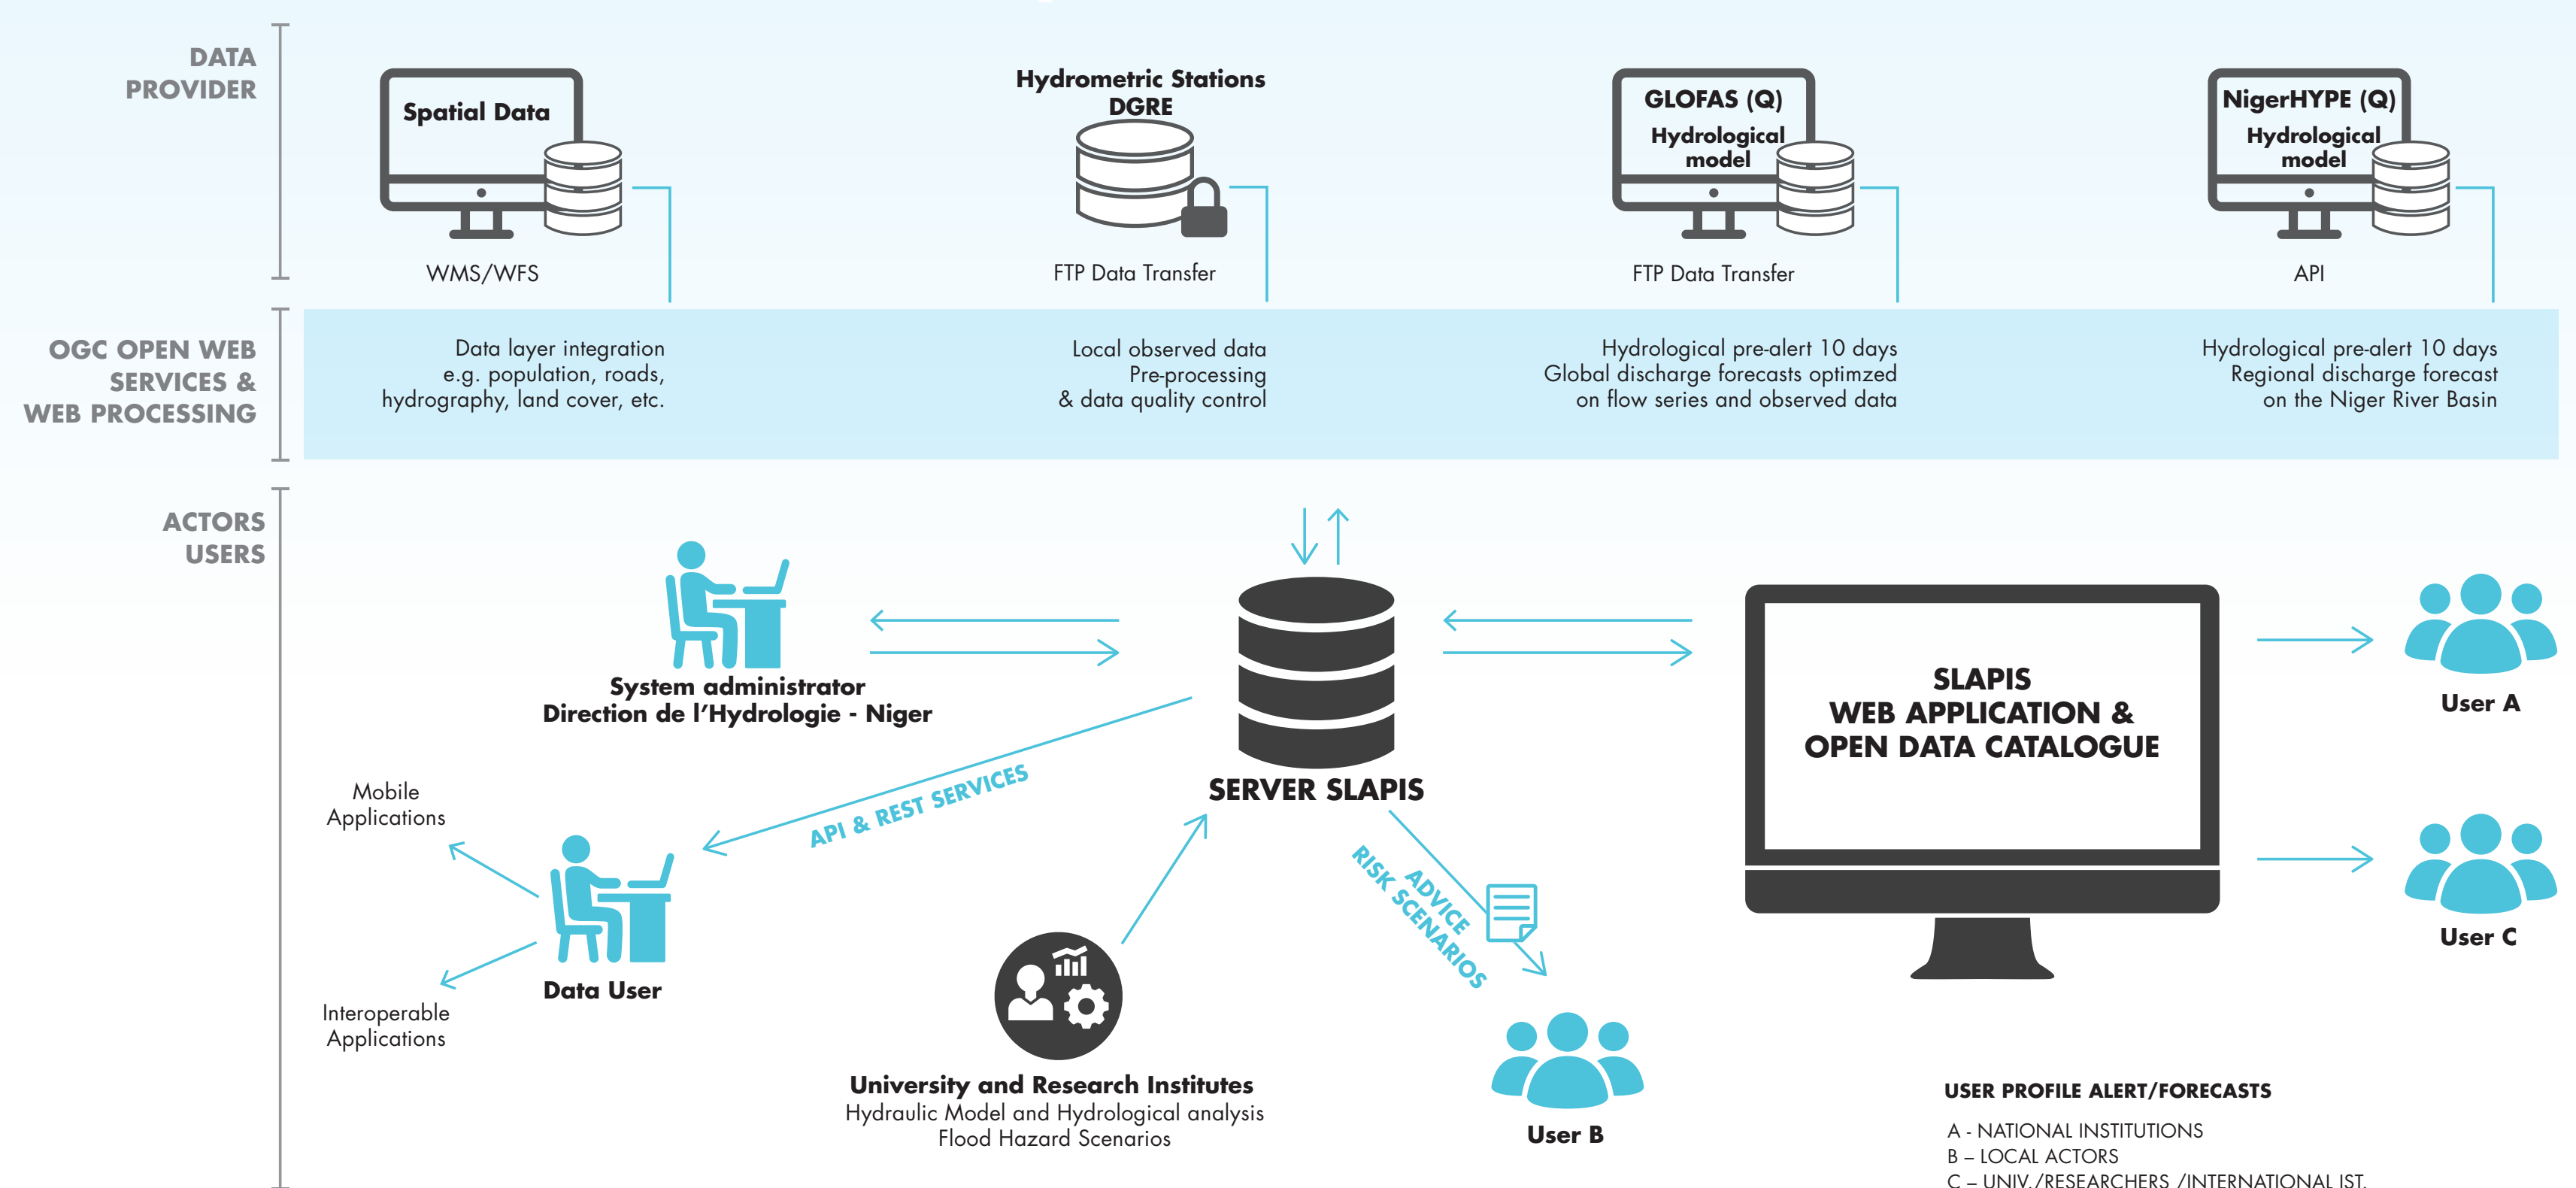 DATA
PROVIDER
Spatial Data
WMS/WFS
Hydrometric Stations
DGRE
FTP Data Transfer
GLOFAS (Q)
Hydrological
model
FTP Data Transfer
NigerHYPE (Q)
Hydrological
model
API
OGC OPEN WEB
SERVICES &
WEB PROCESSING
Data layer integration
e.g. population, roads,
hydrography, land cover, etc.
Local observed data
Pre-processing
& data quality control
Hydrological pre-alert 10 days
Global discharge forecasts optimzed
on flow series and observed data
Hydrological pre-alert 10 days
Regional discharge forecast
on the Niger River Basin
ACTORS
USERS
System administrator
Direction de l'Hydrologie - Niger
SERVER SLAPIS
SLAPIS
WEB APPLICATION &
OPEN DATA CATALOGUE
User A
User C
API & REST SERVICES
Mobile
Applications
Data User
Interoperable
Applications
ADVICE
RISK SCENARIOS
University and Research Institutes
Hydraulic Model and Hydrological analysis
Flood Hazard Scenarios
User B
USER PROFILE ALERT/FORECASTS
A - NATIONAL INSTITUTIONS
B – LOCAL ACTORS
C – UNIV./RESEARCHERS /INTERNATIONAL IST.